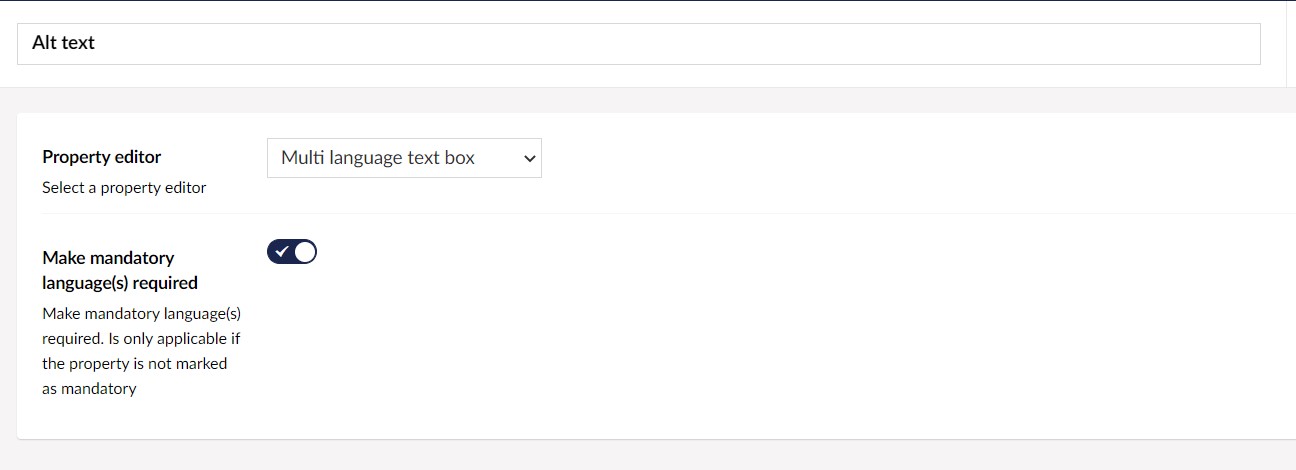 Alt text
Property editor
Multi language text box
Select a property editor
Make mandatory
language(s) required
Make mandatory language(s)
required. Is only applicable if
the property is not marked
as mandatory